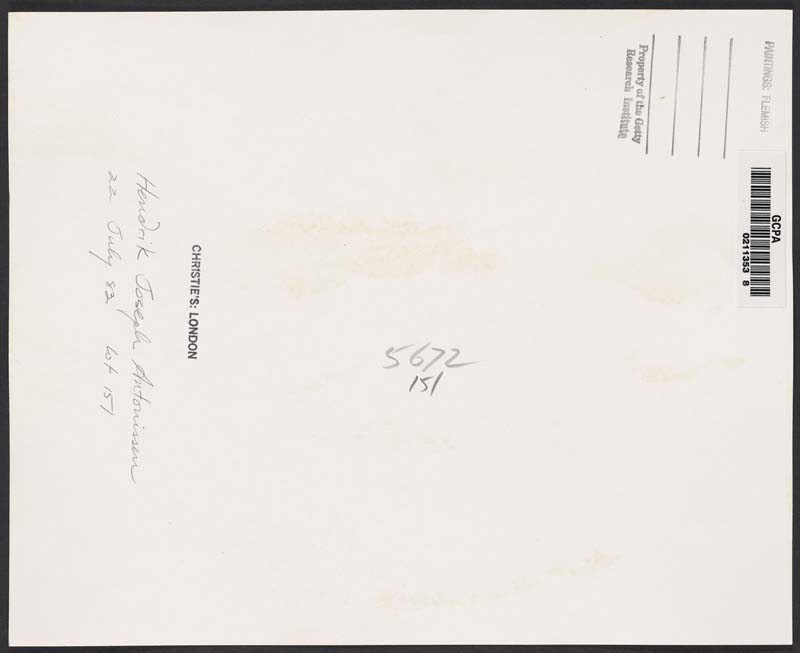 PAINTINGS: FLEMISH
Property of the Getty
Research Institute
GCPA
0211353 8
CHRISTIE'S: LONDON
Hendrik Joseph Antonissen
22 July 82 lot 151
5672
151